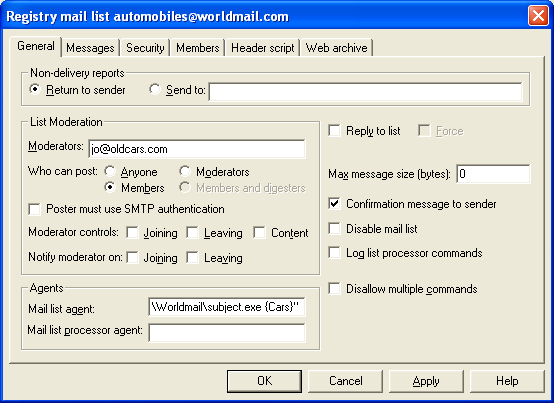 Registry mail list automobiles@worldmail.com
General Messages Security Members Header script Web archive
Non-delivery reports
Return to sender Send to:
List Moderation
Moderators: jo@oldcars.com
Who can post: Anyone Moderators
Members Members and digesters
Poster must use SMTP authentication
Moderator controls: Joining Leaving Content
Notify moderator on: Joining Leaving
Reply to list Force
Max message size (bytes): 0
Confirmation message to sender
Disable mail list
Log list processor commands
Disallow multiple commands
Agents
Mail list agent: \Worldmail\subject.exe {Cars}"
Mail list processor agent:
OK Cancel Apply Help